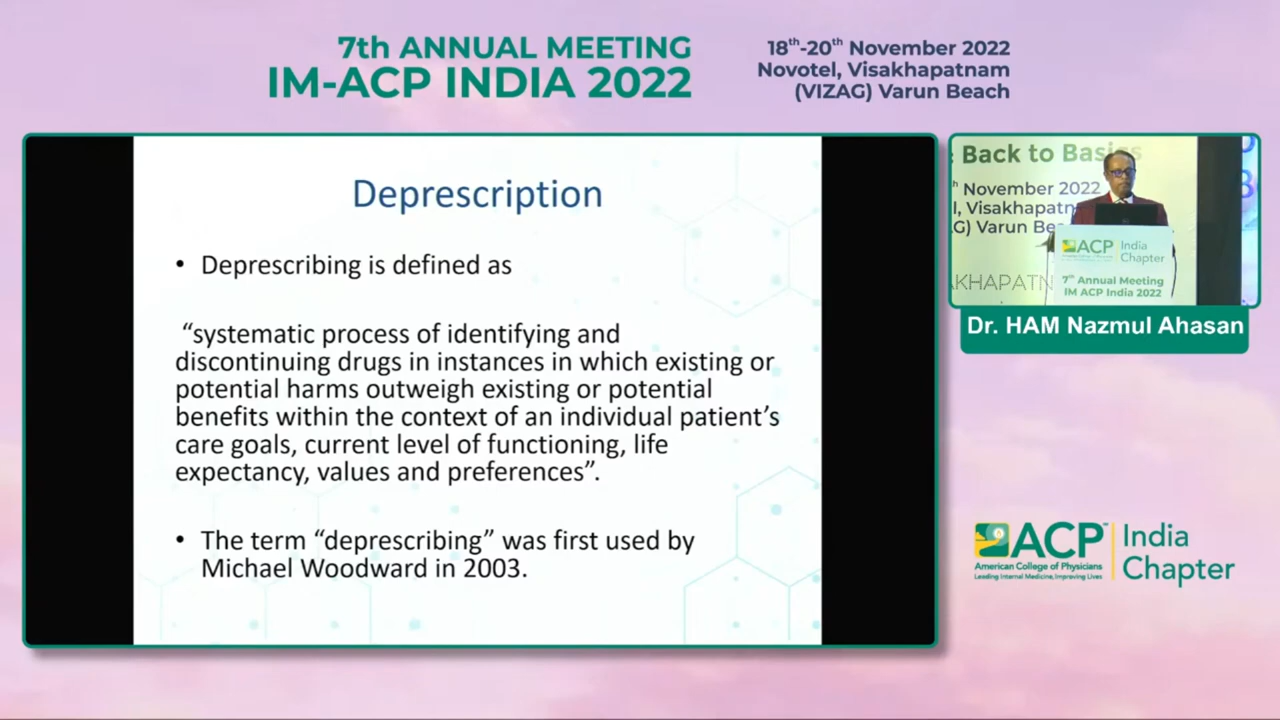 7th ANNUAL MEETING
IM-ACP INDIA 2022
18th-20th November 2022
Novotel, Visakhapatnam
(VIZAG) Varun Beach
Deprescription
• Deprescribing is defined as
“systematic process of identifying and
discontinuing drugs in instances in which existing or
potential harms outweigh existing or potential
benefits within the context of an individual patient’s
care goals, current level of functioning, life
expectancy, values and preferences”.
• The term “deprescribing” was first used by
Michael Woodward in 2003.
: Back to Basics
h November 2022
l, Visakhapatn
G) Varun Be
AKHAPATN
ACP India
Chapter
7th Annual Meeting
IM ACP India 2022
Dr. HAM Nazmul Ahasan
ACP™
American College of Physicians
Leading Internal Medicine, Improving Lives
India
Chapter